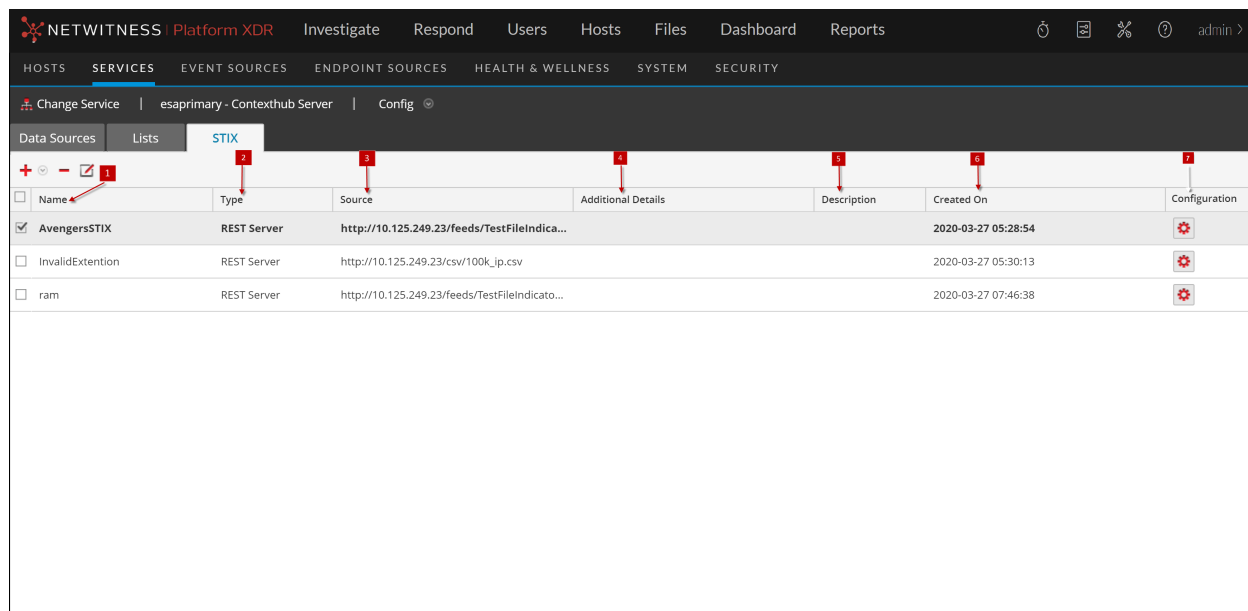 NETWITNESS Platform XDR Investigate Respond Users Hosts Files Dashboard Reports admin >
HOSTS SERVICES EVENT SOURCES ENDPOINT SOURCES HEALTH & WELLNESS SYSTEM SECURITY
Change Service | esaprimary - Contexthub Server | Config
Data Sources Lists STIX
1 2 3 4 5 6 7
Name Type Source Additional Details Description Created On Configuration
AvengersSTIX REST Server http://10.125.249.23/feeds/TestFileIndica... 2020-03-27 05:28:54
InvalidExtention REST Server http://10.125.249.23/csv/100k_ip.csv 2020-03-27 05:30:13
ram REST Server http://10.125.249.23/feeds/TestFileIndicato... 2020-03-27 07:46:38